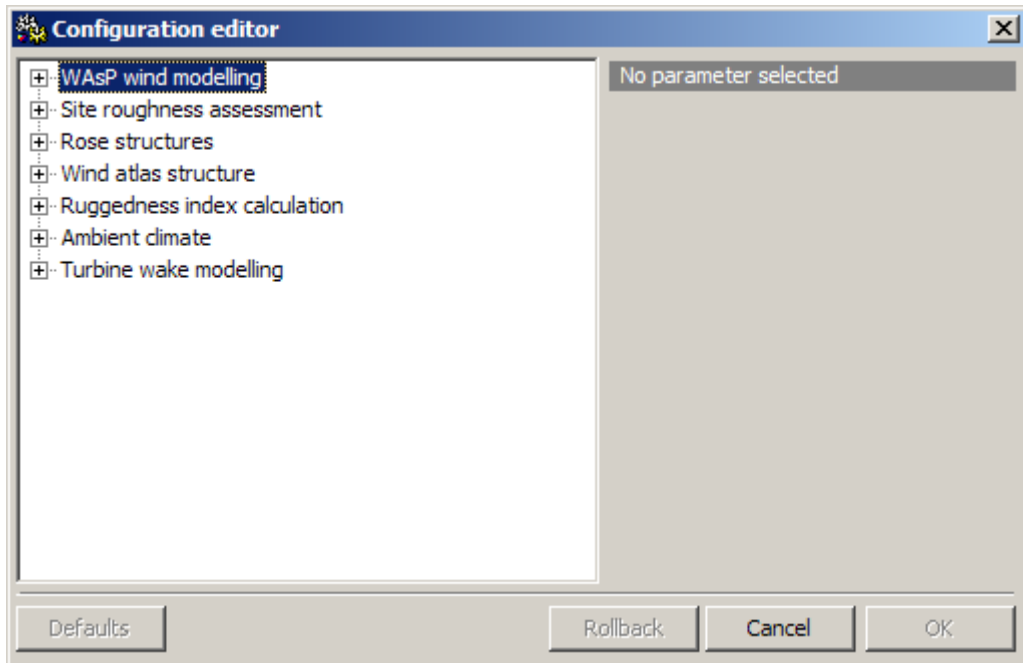 Configuration editor
WAsP wind modelling
No parameter selected
Site roughness assessment
Rose structures
Wind atlas structure
Ruggedness index calculation
Ambient climate
Turbine wake modelling
Defaults
Rollback
Cancel
OK